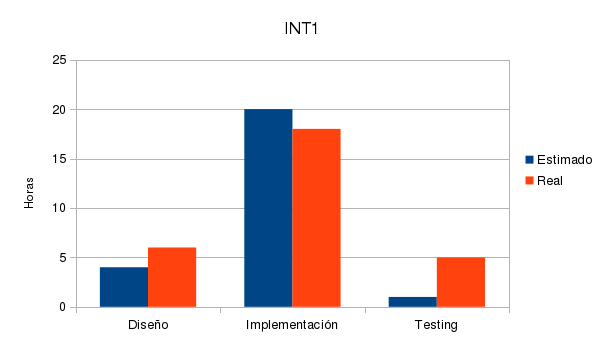 INT1
25
20
15
10
5
0
Horas
Diseño
Implementación
Testing
Estimado
Real